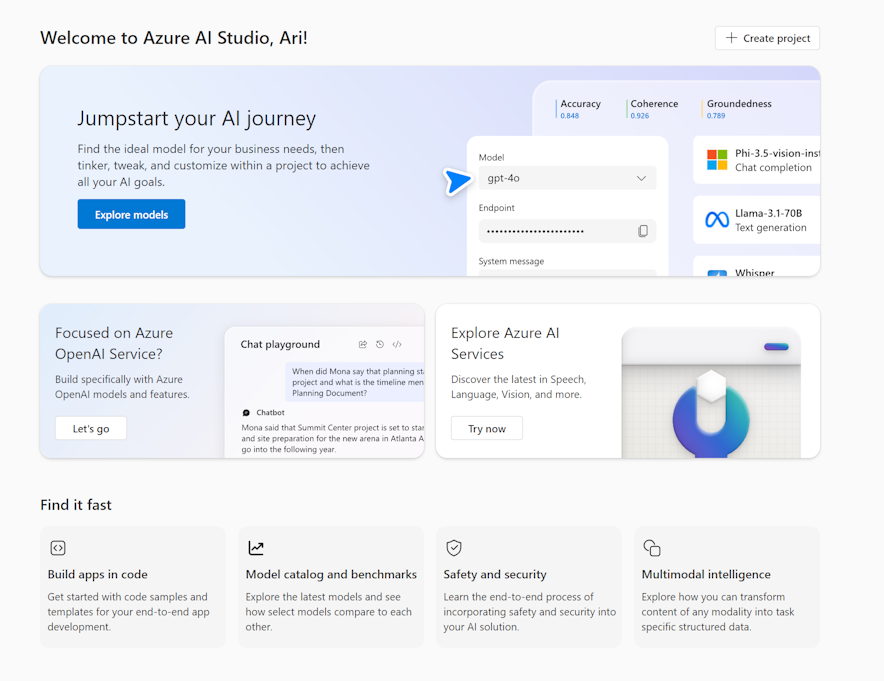 Welcome to Azure AI Studio, Ari!
Create project
Jumpstart your AI journey
Find the ideal model for your business needs, then
tinker, tweak, and customize within a project to achieve
all your AI goals.
Explore models
Accuracy
0.848
Coherence
0.926
Groundedness
0.789
Model
gpt-4o
Endpoint
System message
Phi-3.5-vision-inst
Chat completion
Llama-3.1-70B
Text generation
Whisper
Focused on Azure
OpenAI Service?
Build specifically with Azure
OpenAI models and features.
Let's go
Chat playground
When did Mona say that planning sta
project and what is the timeline men
Planning Document?
Chatbot
Mona said that Summit Center project is set to star
and site preparation for the new arena in Atlanta A
go into the following year.
Explore Azure AI
Services
Discover the latest in Speech,
Language, Vision, and more.
Try now
Find it fast
Build apps in code
Get started with code samples and
templates for your end-to-end app
development.
Model catalog and benchmarks
Explore the latest models and see
how select models compare to each
other.
Safety and security
Learn the end-to-end process of
incorporating safety and security into
your AI solution.
Multimodal intelligence
Explore how you can transform
content of any modality into task
specific structured data.